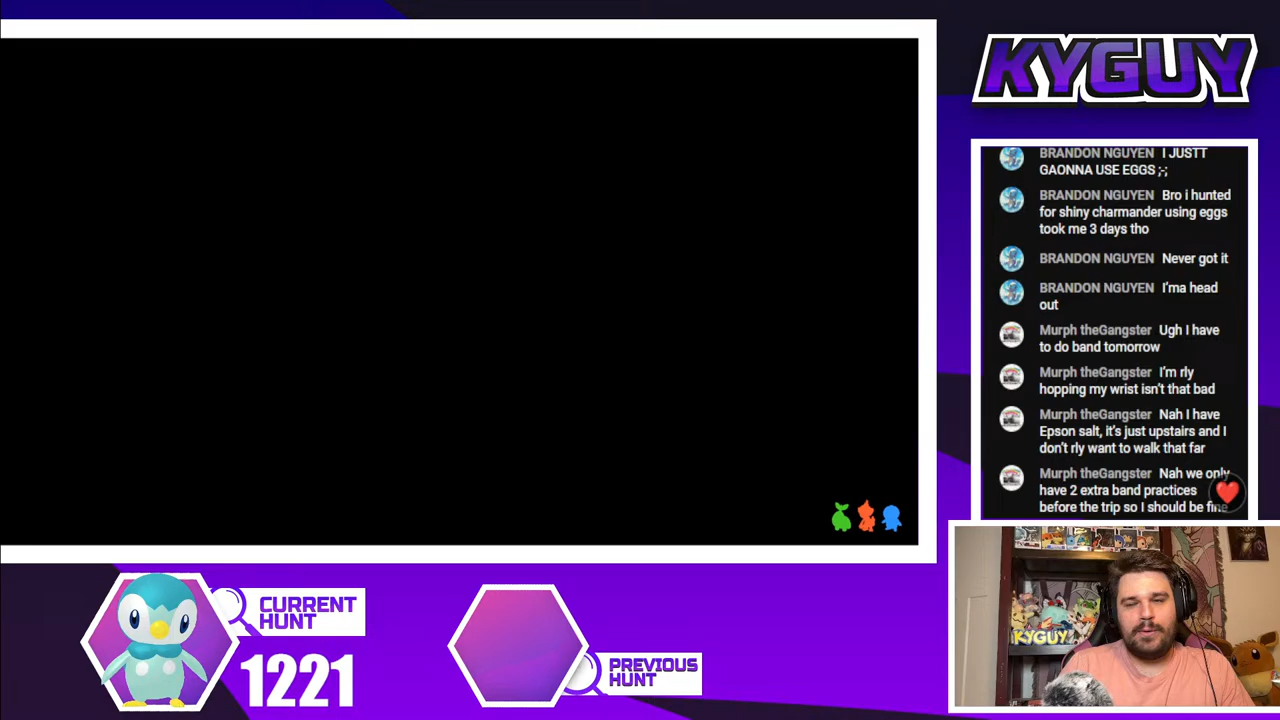 KYGUY
BRANDON NGUYEN I JUSTT
GAONNA USE EGGS ;-;
BRANDON NGUYEN Bro i hunted
for shiny charmander using eggs
took me 3 days tho
BRANDON NGUYEN Never got it
BRANDON NGUYEN I'ma head
out
Murph theGangster Ugh I have
to do band tomorrow
Murph theGangster I'm rly
hopping my wrist isn't that bad
Murph theGangster Nah I have
Epson salt, it's just upstairs and I
don't rly want to walk that far
Murph theGangster Nah we only
have 2 extra band practices
before the trip so I should be fine
CURRENT
HUNT
1221
PREVIOUS
HUNT
KYGUY